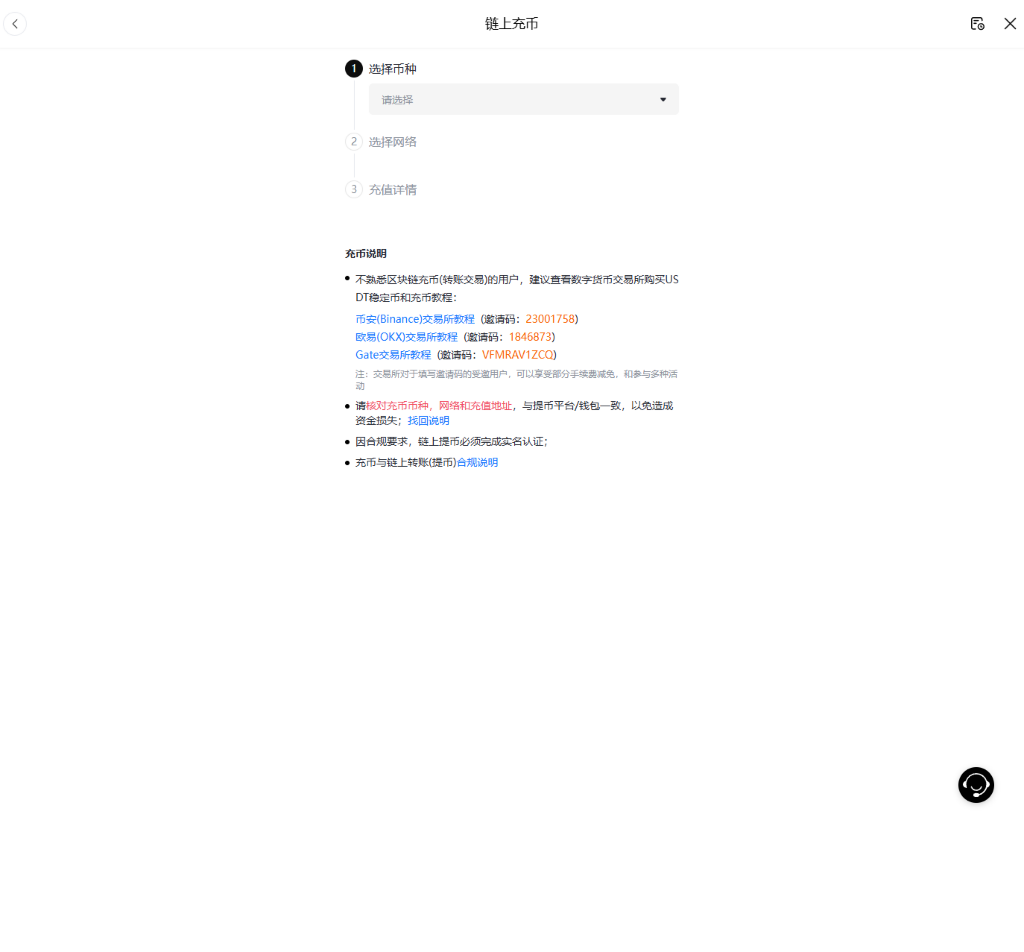 链上充币
1 选择币种
请选择
2 选择网络
3 充值详情
充币说明
不熟悉区块链充币(转账交易)的用户，建议查看数字货币交易所购买US
DT稳定币和充币教程：
币安(Binance)交易所教程（邀请码：23001758）
欧易(OKX)交易所教程（邀请码：1846873）
Gate交易所教程（邀请码：VFMRAV1ZCQ）
注：交易所对于填写邀请码的受邀用户，可以享受部分手续费减免，和参与多种活
动
请核对充币币种，网络和充值地址，与提币平台/钱包一致，以免造成
资金损失；找回说明
因合规要求，链上提币必须完成实名认证；
充币与链上转账(提币)合规说明